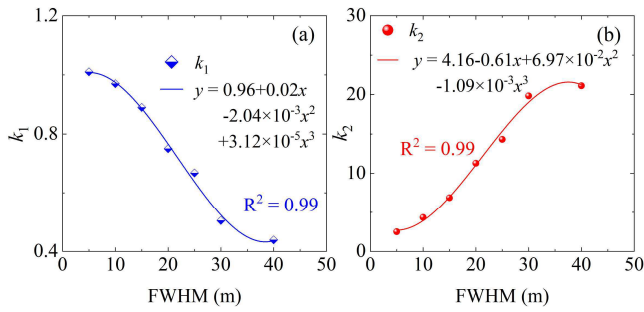 1.2
0.8
0.4
k₁
(a)
k₁
y = 0.96+0.02x
-2.04×10⁻³x²
+3.12×10⁻⁵x³
R² = 0.99
0 10 20 30 40 50
FWHM (m)
30
20
10
0
k₂
(b)
k₂
y = 4.16-0.61x+6.97×10⁻²x²
-1.09×10⁻³x³
R² = 0.99
0 10 20 30 40 50
FWHM (m)